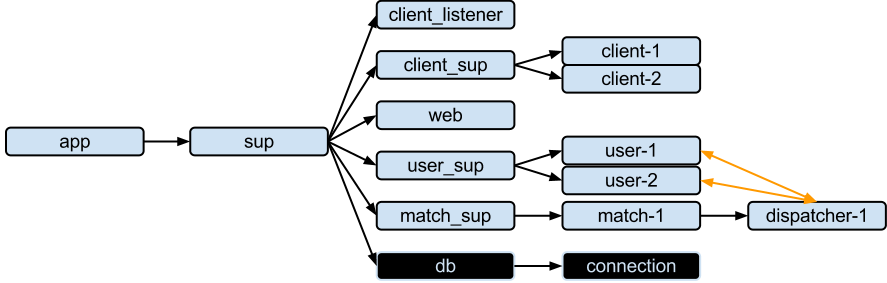 client_listener
client_sup
client-1
client-2
app
sup
web
user_sup
user-1
user-2
match_sup
match-1
dispatcher-1
db
connection